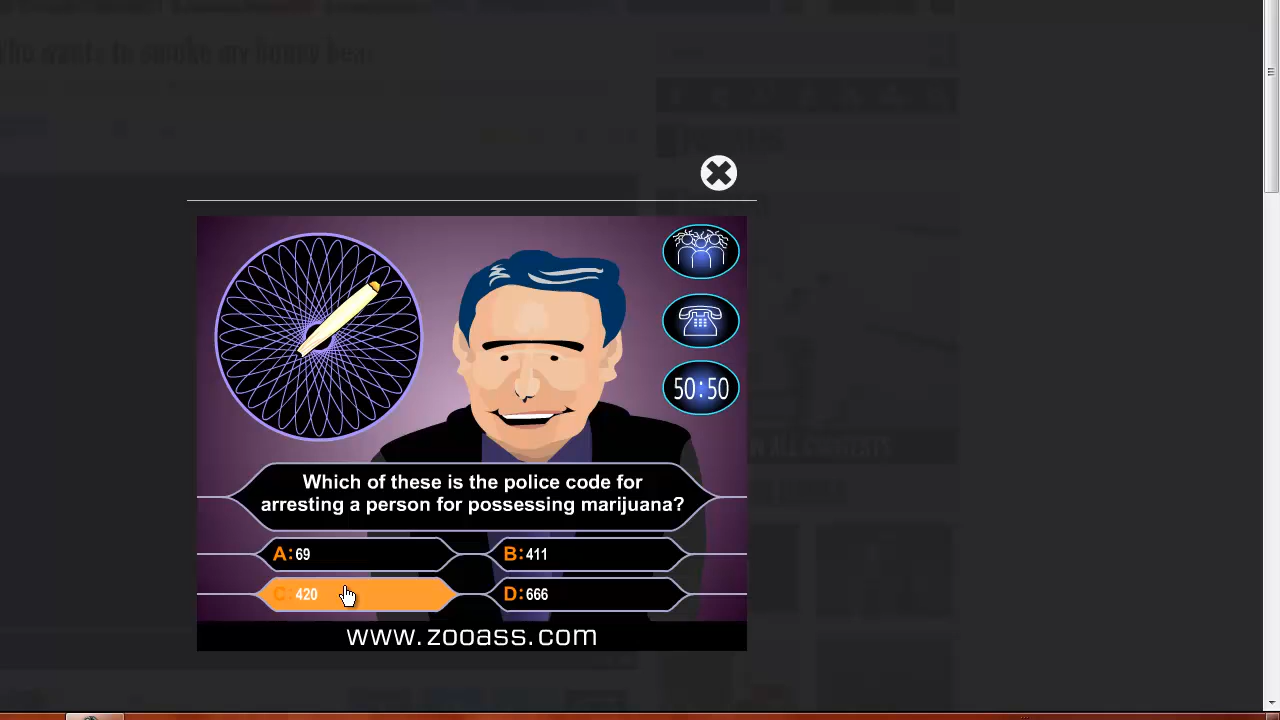 50:50
Which of these is the police code for
arresting a person for possessing marijuana?
A: 69
B: 411
C: 420
D: 666
www.zooass.com